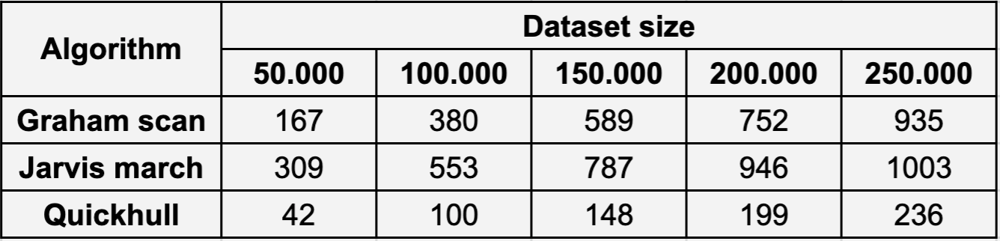 Algorithm
Dataset size
50.000 100.000 150.000 200.000 250.000
Graham scan 167 380 589 752 935
Jarvis march 309 553 787 946 1003
Quickhull 42 100 148 199 236